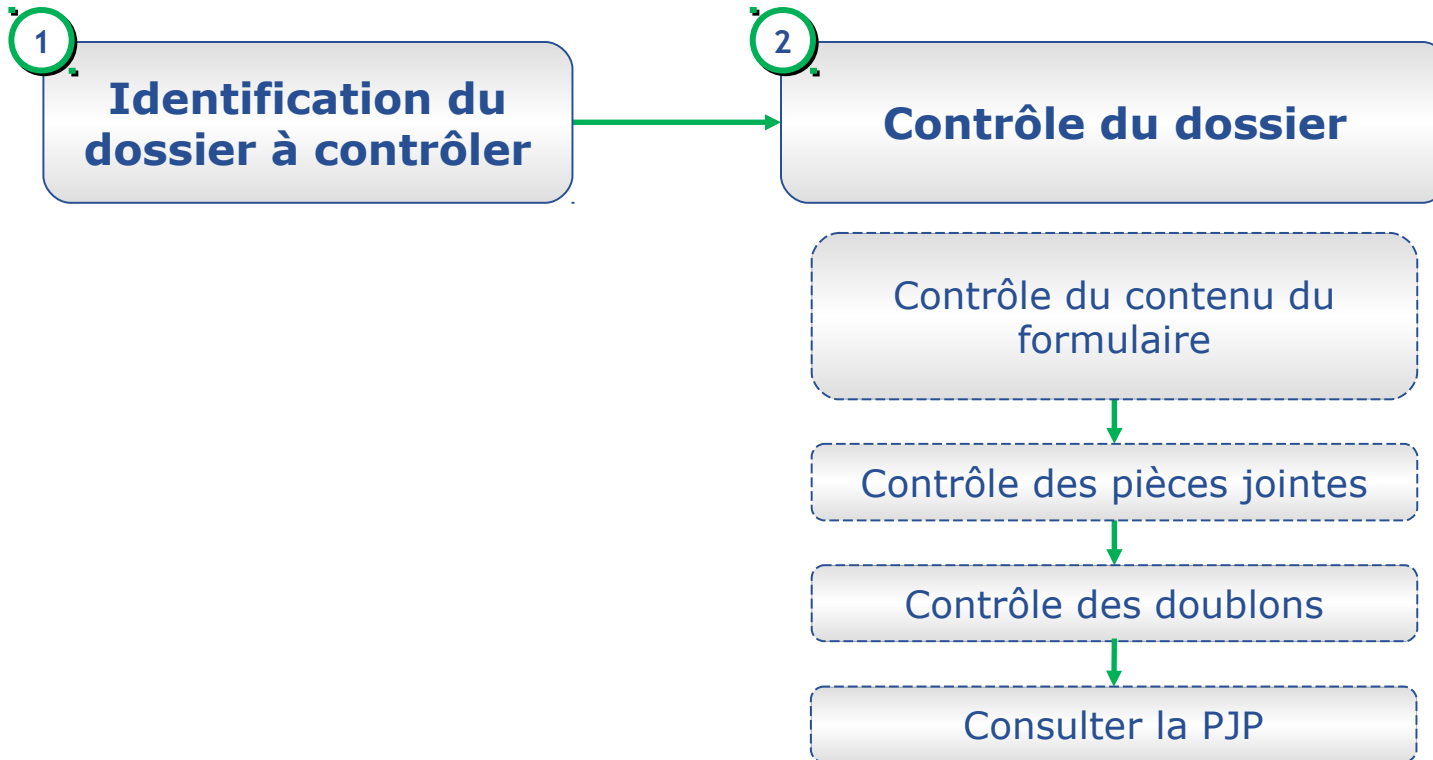 1
Identification du
dossier à contrôler
2
Contrôle du dossier
Contrôle du contenu du
formulaire
Contrôle des pièces jointes
Contrôle des doublons
Consulter la PJP